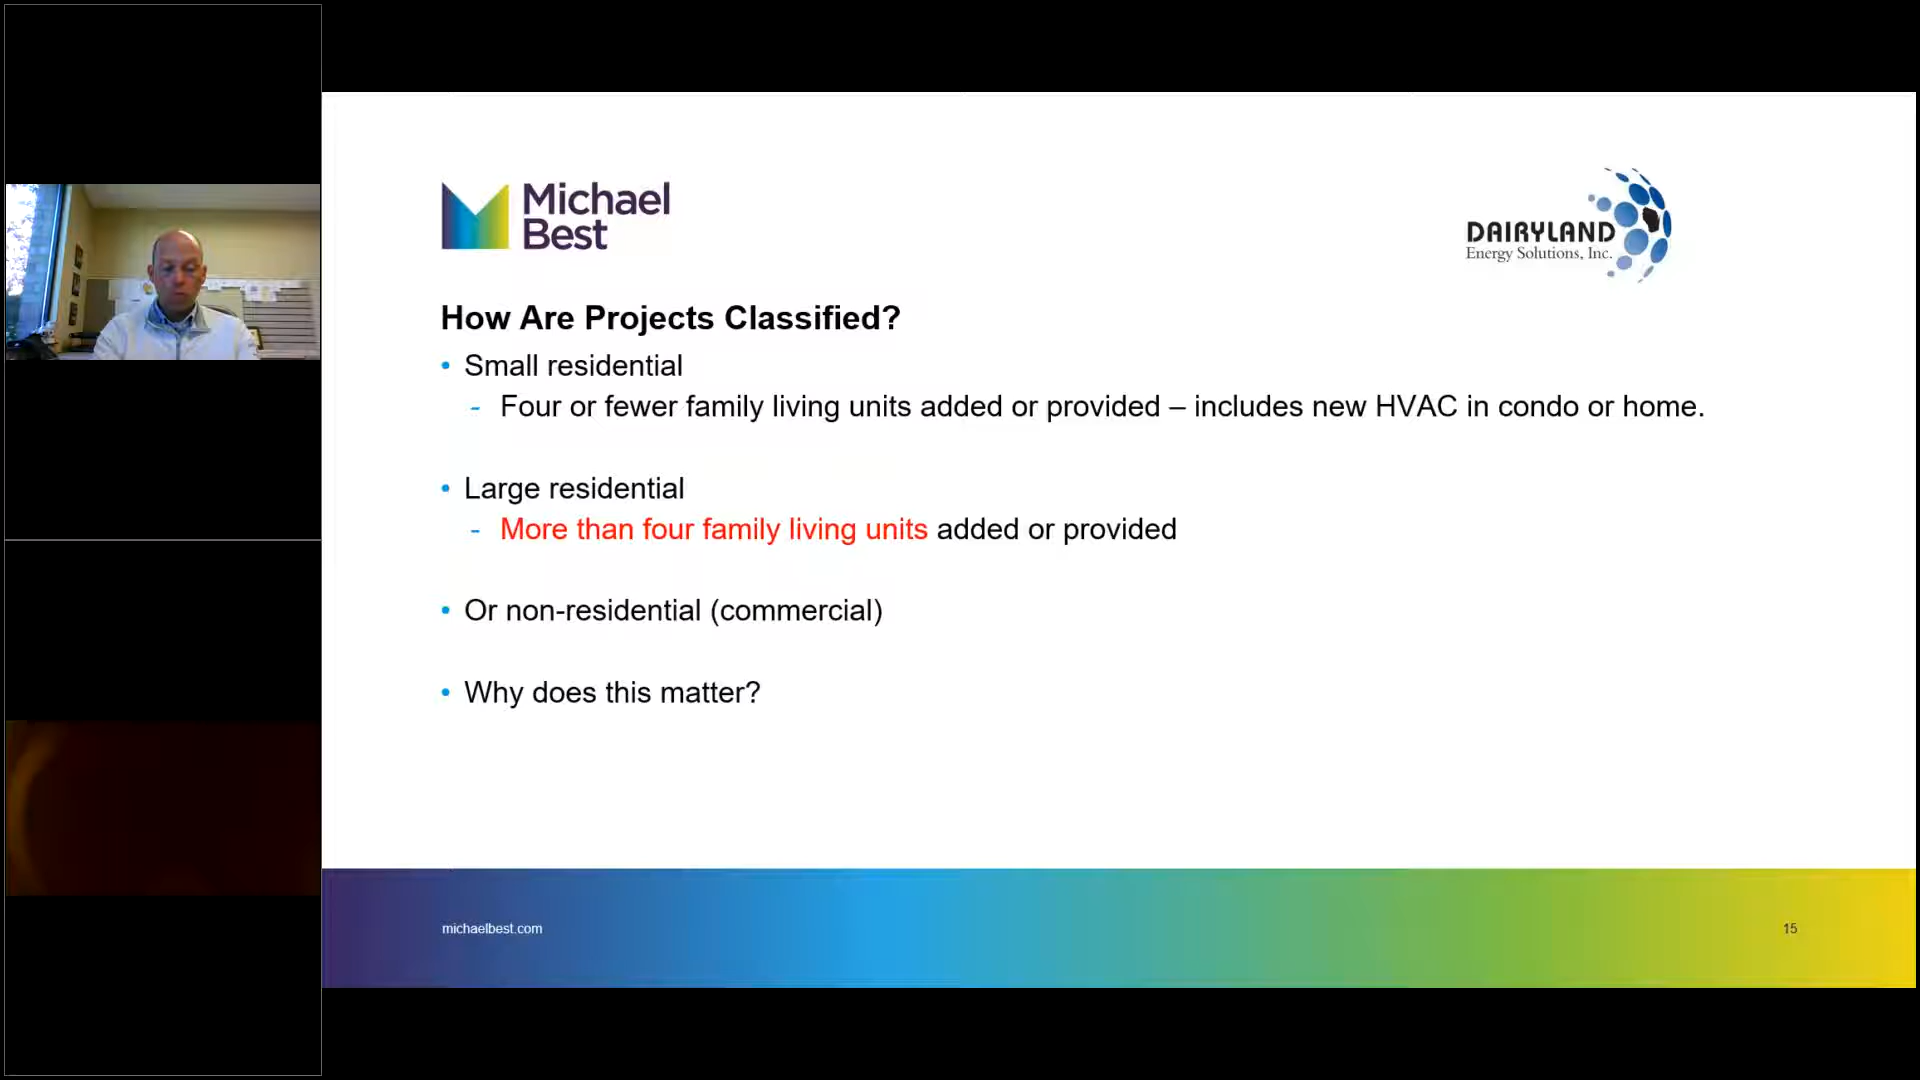 Michael
Best
DAIRYLAND
Energy Solutions, Inc.
How Are Projects Classified?
• Small residential
- Four or fewer family living units added or provided – includes new HVAC in condo or home.
• Large residential
- More than four family living units added or provided
• Or non-residential (commercial)
• Why does this matter?
michaelbest.com
15